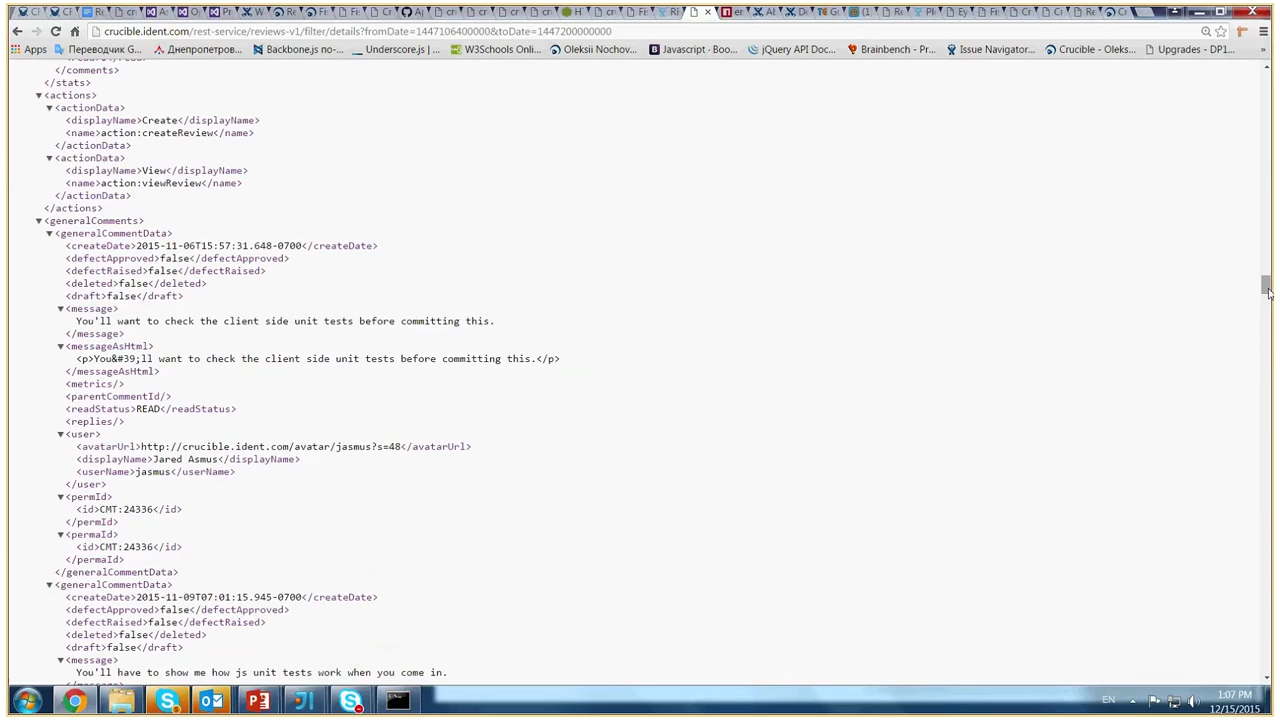 crucible.ident.com/rest-service/reviews-v1/filter/details?fromDate=1447106400000&toDate=1447200000000
Apps Переводчик G... Днепропетровс... Backbone.js по-... Underscore.js |... W3Schools Onlin... Oleksii Nochov... Javascript: Boo... jQuery API Doc... Brainbench - Pro... Issue Navigator... Crucible - Oleks... Upgrades - DP1... »
</comments>
</stats>
<actions>
<actionData>
<displayName>Create</displayName>
<name>action:createReview</name>
</actionData>
<actionData>
<displayName>View</displayName>
<name>action:viewReview</name>
</actionData>
</actions>
<generalComments>
<generalCommentData>
<createDate>2015-11-06T15:57:31.648-0700</createDate>
<defectApproved>false</defectApproved>
<defectRaised>false</defectRaised>
<deleted>false</deleted>
<draft>false</draft>
<message>
You'll want to check the client side unit tests before committing this.
</message>
<messageAsHtml>
<p>You&#39;ll want to check the client side unit tests before committing this.</p>
</messageAsHtml>
<metrics/>
<parentCommentId/>
<readStatus>READ</readStatus>
<replies/>
<user>
<avatarUrl>http://crucible.ident.com/avatar/jasmus?s=48</avatarUrl>
<displayName>Jared Asmus</displayName>
<userName>jasmus</userName>
</user>
<permId>
<id>CMT:24336</id>
</permId>
<permaId>
<id>CMT:24336</id>
</permaId>
</generalCommentData>
<generalCommentData>
<createDate>2015-11-09T07:01:15.945-0700</createDate>
<defectApproved>false</defectApproved>
<defectRaised>false</defectRaised>
<deleted>false</deleted>
<draft>false</draft>
<message>
You'll have to show me how js unit tests work when you come in.
EN
1:07 PM
12/15/2015